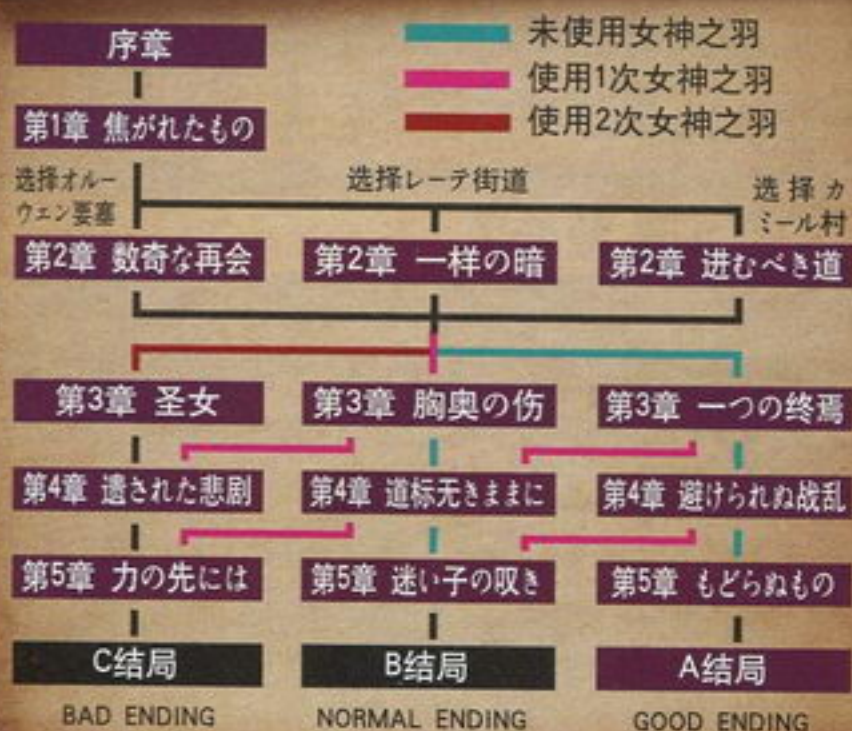 序章
未使用女神之羽
使用1次女神之羽
使用2次女神之羽
第1章 焦がれたもの
选择オルー
ウェン要塞
选择レーテ街道
选择カ
ミール村
第2章 数奇な再会
第2章 一样の暗
第2章 进むべき道
第3章 圣女
第3章 胸奥の伤
第3章 一つの终焉
第4章 遗された悲剧
第4章 道标无きままに
第4章 避けられぬ战乱
第5章 力の先には
第5章 迷い子の叹き
第5章 もどらぬもの
C结局
B结局
A结局
BAD ENDING
NORMAL ENDING
GOOD ENDING